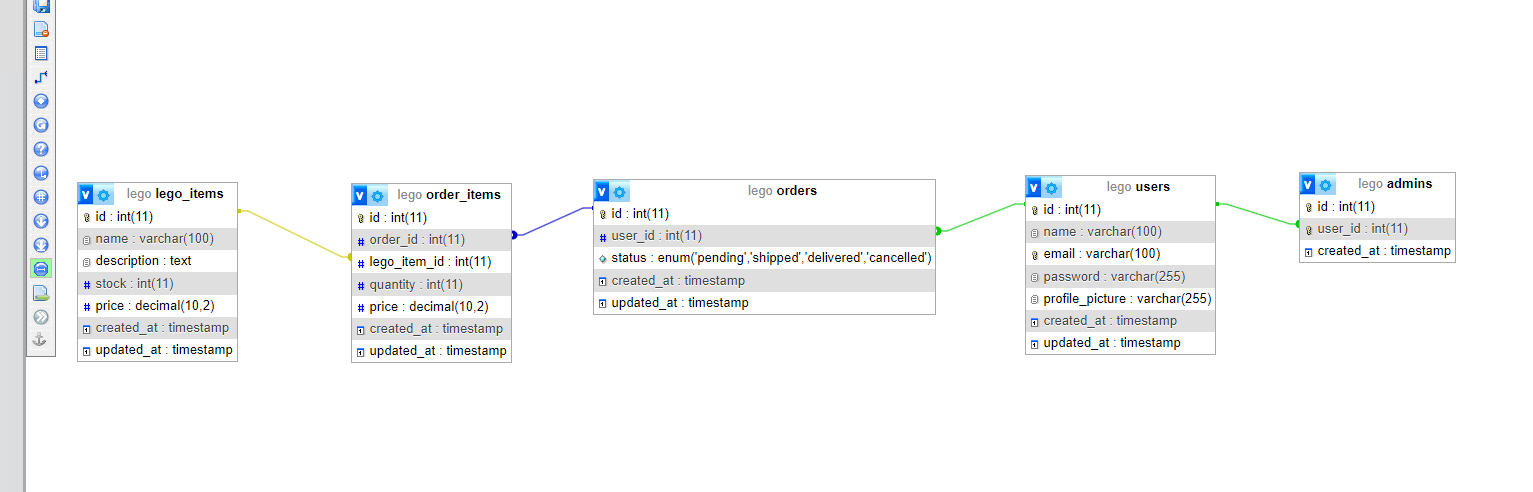 lego lego_items
id : int(11)
name : varchar(100)
description : text
stock : int(11)
price : decimal(10,2)
created_at : timestamp
updated_at : timestamp
lego order_items
id : int(11)
order_id : int(11)
lego_item_id : int(11)
quantity : int(11)
price : decimal(10,2)
created_at : timestamp
updated_at : timestamp
lego orders
id : int(11)
user_id : int(11)
status : enum('pending','shipped','delivered','cancelled')
created_at : timestamp
updated_at : timestamp
lego users
id : int(11)
name : varchar(100)
email : varchar(100)
password : varchar(255)
profile_picture : varchar(255)
created_at : timestamp
updated_at : timestamp
lego admins
id : int(11)
user_id : int(11)
created_at : timestamp